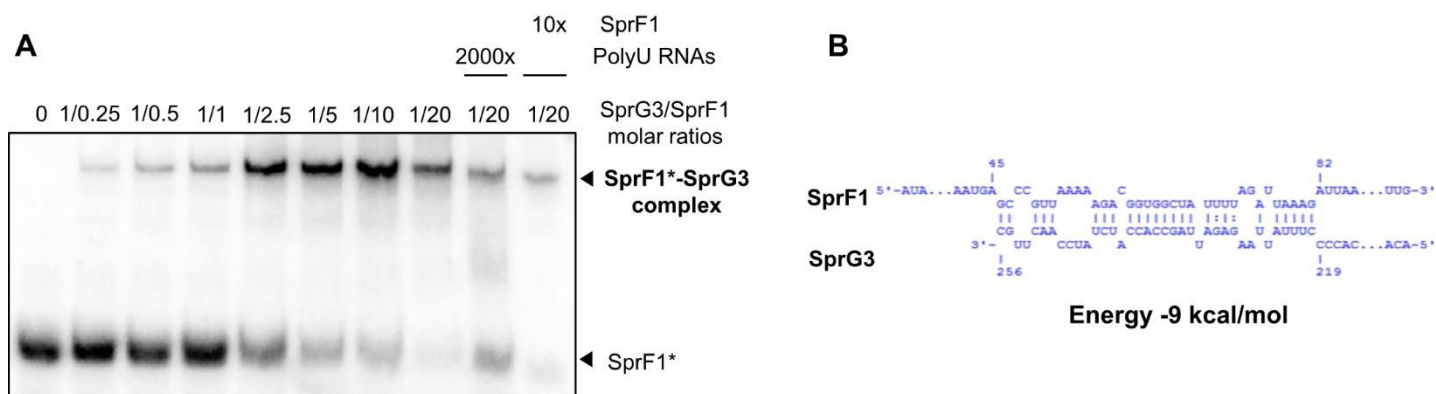 10x SprF1
A
B
2000x PolyU RNAs
0 1/0.25 1/0.5 1/1 1/2.5 1/5 1/10 1/20 1/20 1/20 SprG3/SprF1
molar ratios
SprF1*-SprG3
complex
SprF1*
45 82
SprF1 5'-AUA...AAUGA CC AAAA C AG U AUUAA...UUG-3'
GC GUU AGA GGUGGCUA UUUU A UAAAG
CG CAA UCU CCACCGAU AGAG U AUUUC
SprG3 3'- UU CCUA A U AAU U CCCAC...ACA-5'
256 219
Energy -9 kcal/mol